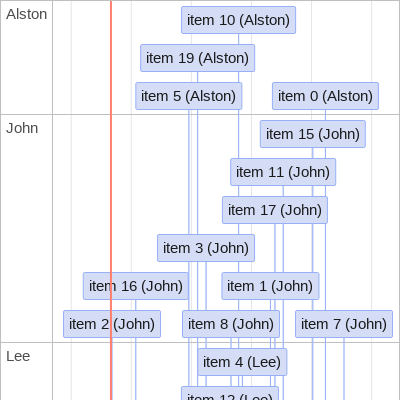 Alston
item 10 (Alston)
item 19 (Alston)
item 5 (Alston)
item 0 (Alston)
John
item 15 (John)
item 11 (John)
item 17 (John)
item 3 (John)
item 16 (John)
item 1 (John)
item 2 (John)
item 8 (John)
item 7 (John)
Lee
item 4 (Lee)
item 12 (Lee)